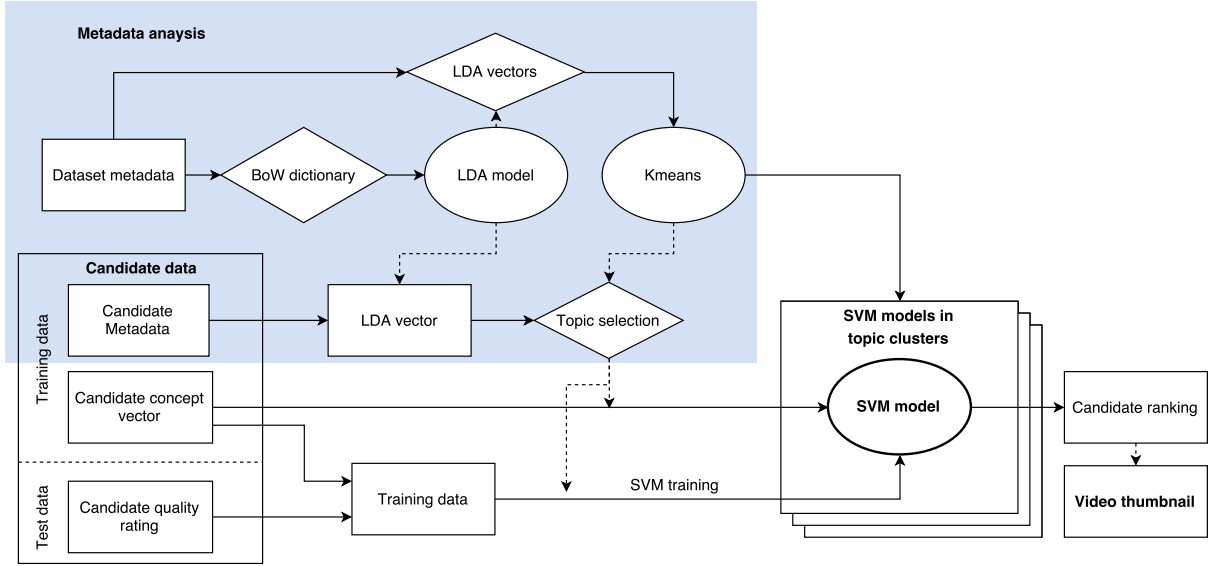 Metadata anaysis
LDA vectors
Dataset metadata
BoW dictionary
LDA model
Kmeans
Candidate data
Training data
Candidate
Metadata
LDA vector
Topic selection
SVM models in
topic clusters
Candidate concept
vector
SVM model
Candidate ranking
Test data
Candidate quality
rating
Training data
SVM training
Video thumbnail